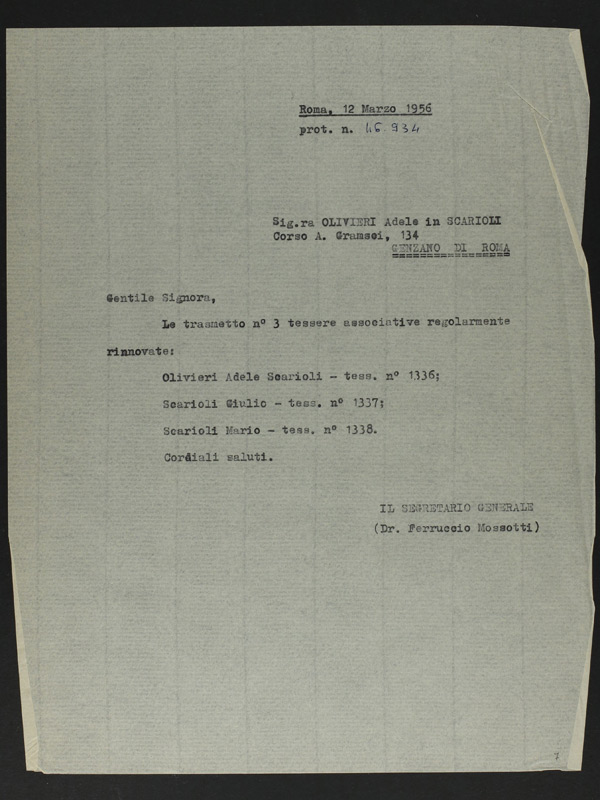 Roma, 12 Marzo 1956
prot. n. 46.934
Sig.ra OLIVIERI Adele in SCARIOLI
Corso A. Gramsci, 134
GENZANO DI ROMA
Gentile Signora,
Le trasmetto n° 3 tessere associative regolarmente
rinnovate:
Olivieri Adele Scarioli - tess. n° 1336;
Scarioli Giulio - tess. n° 1337;
Scarioli Mario - tess. n° 1338.
Cordiali saluti.
IL SEGRETARIO GENERALE
(Dr. Ferruccio Mossotti)